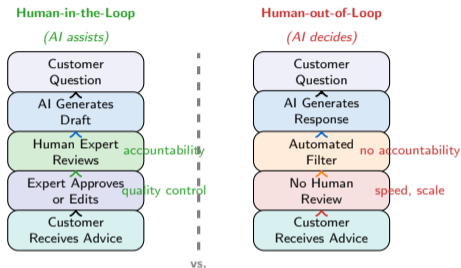 Human-in-the-Loop
(AI assists)
Customer
Question
AI Generates
Draft
Human Expert
Reviews
accountability
Expert Approves
or Edits
quality control
Customer
Receives Advice
vs.
Human-out-of-Loop
(AI decides)
Customer
Question
AI Generates
Response
Automated
Filter
no accountability
No Human
Review
speed, scale
Customer
Receives Advice